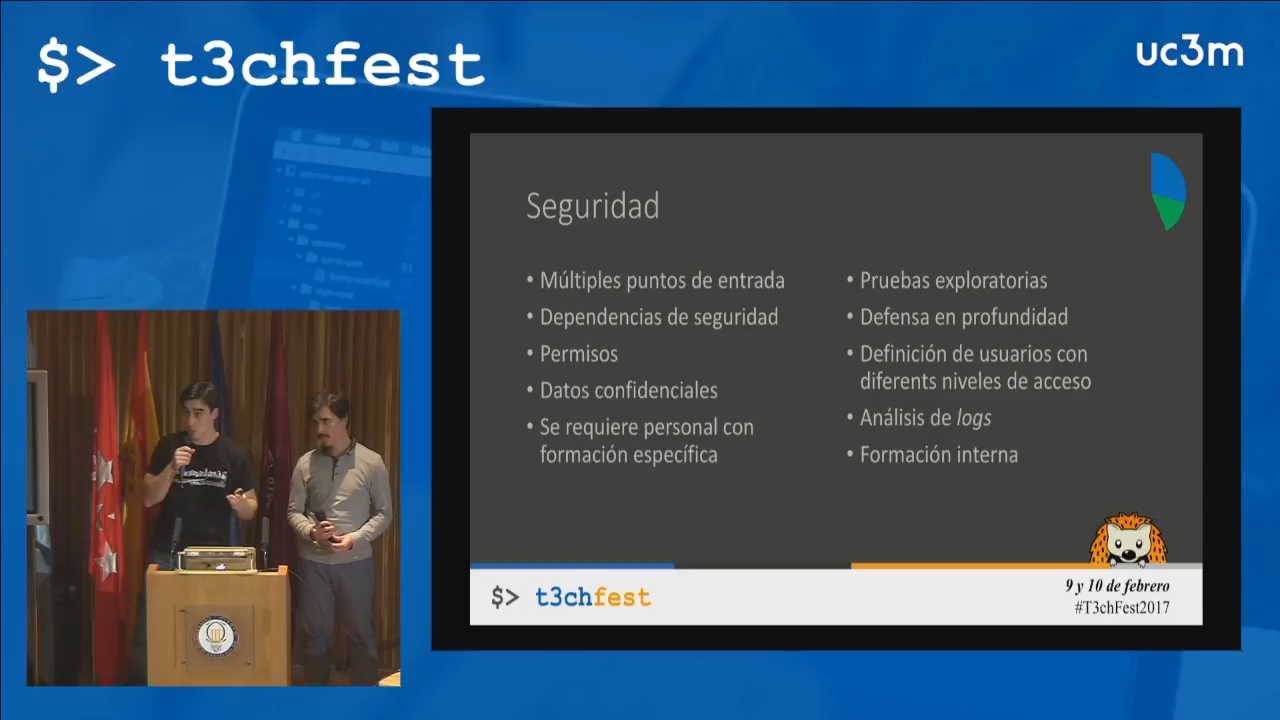 $> t3chfest
uc3m
Seguridad
• Múltiples puntos de entrada
• Dependencias de seguridad
• Permisos
• Datos confidenciales
• Se requiere personal con
formación específica
• Pruebas exploratorias
• Defensa en profundidad
• Definición de usuarios con
diferents niveles de acceso
• Análisis de logs
• Formación interna
$> t3chfest
9 y 10 de febrero
#T3chFest2017